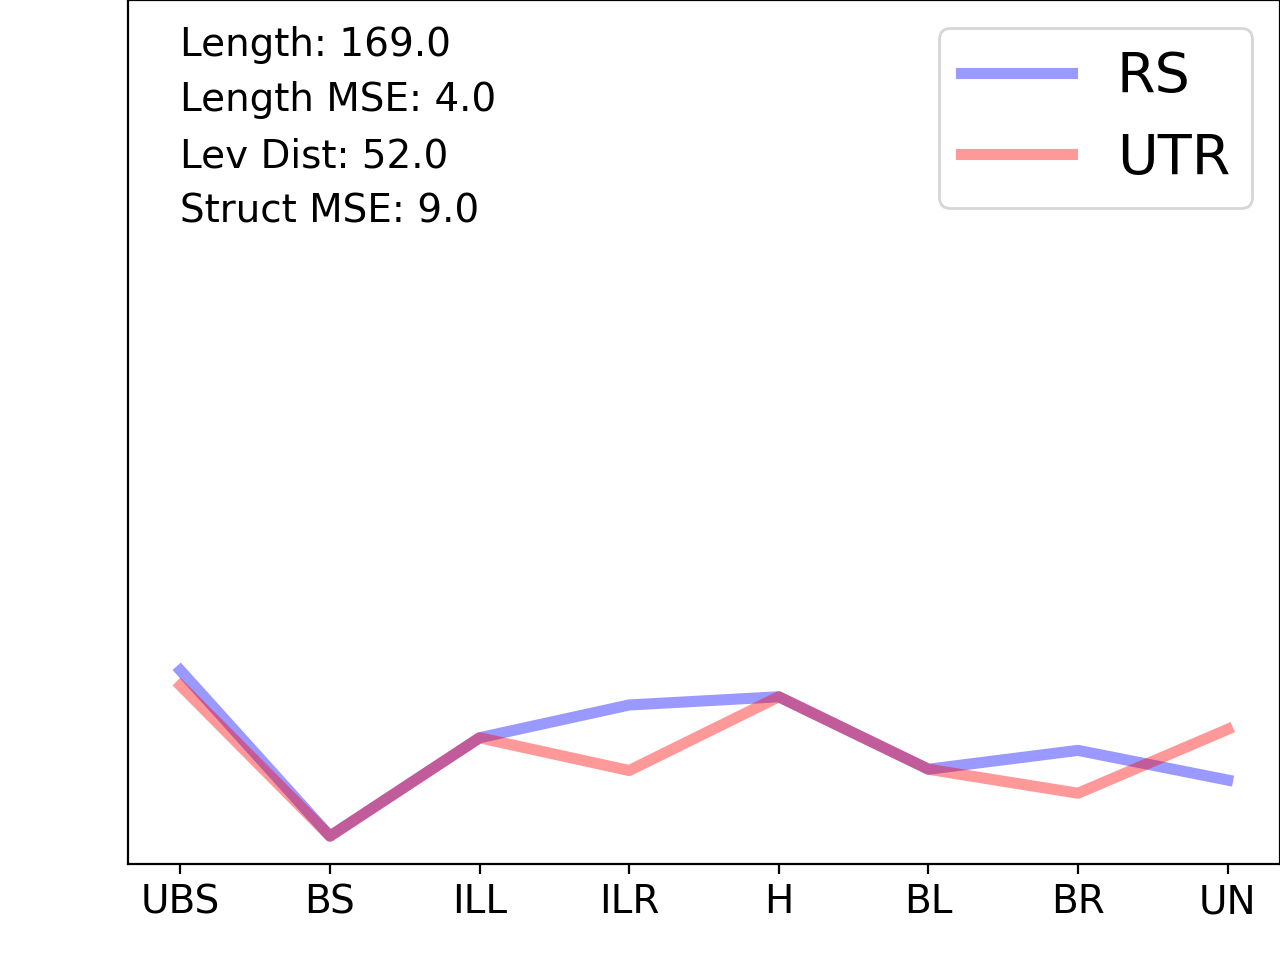 Length: 169.0
Length MSE: 4.0
Lev Dist: 52.0
Struct MSE: 9.0
RS
UTR
UBS BS ILL ILR H BL BR UN